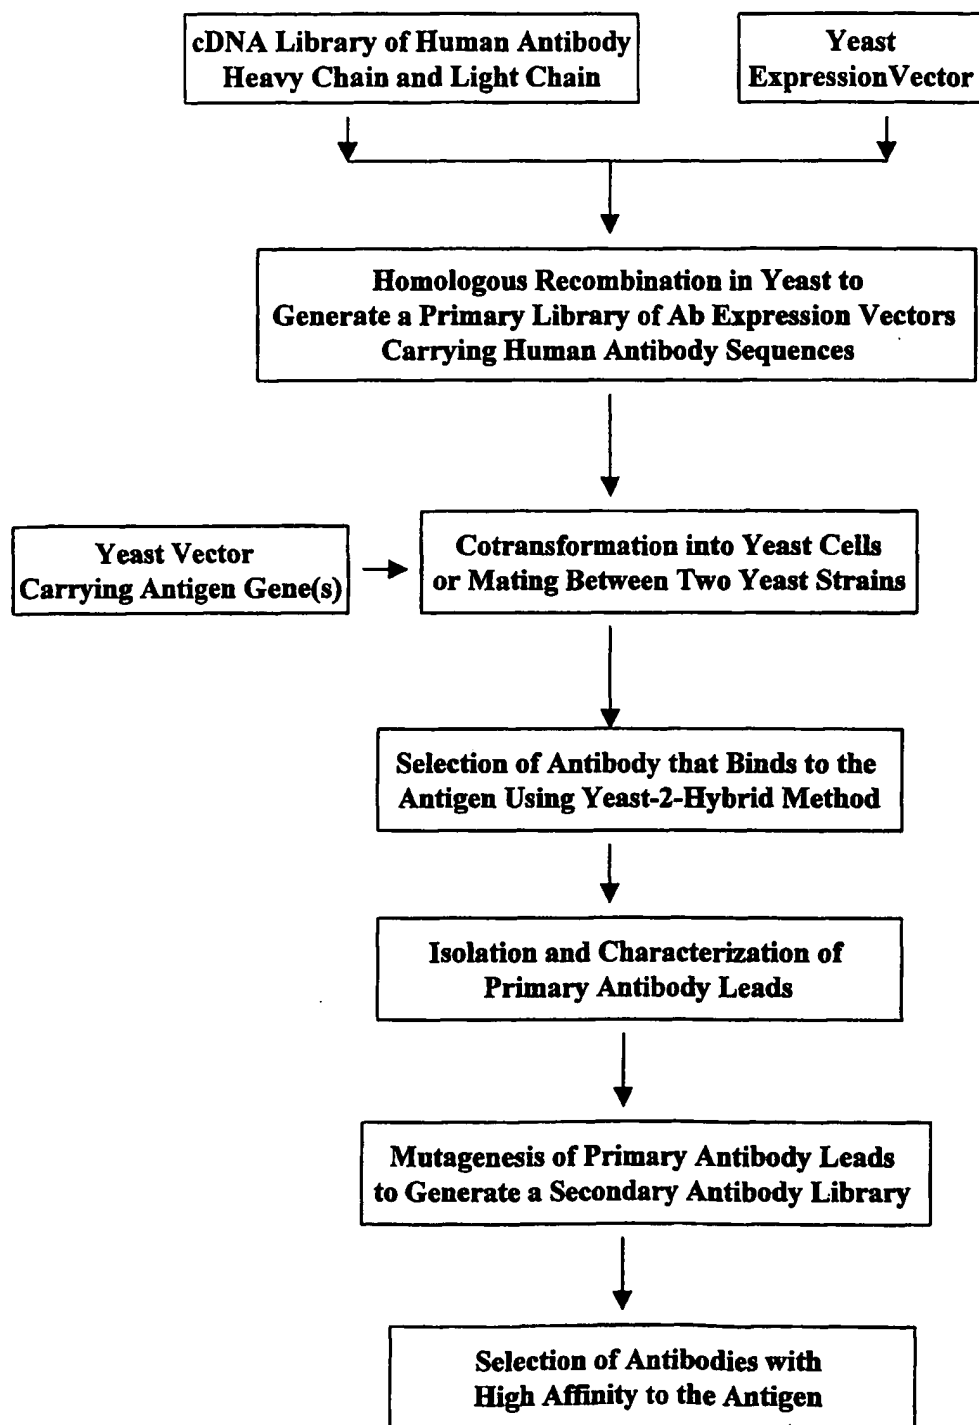 cDNA Library of Human Antibody
Heavy Chain and Light Chain
Yeast
ExpressionVector
Homologous Recombination in Yeast to
Generate a Primary Library of Ab Expression Vectors
Carrying Human Antibody Sequences
Yeast Vector
Carrying Antigen Gene(s)
Cotransformation into Yeast Cells
or Mating Between Two Yeast Strains
Selection of Antibody that Binds to the
Antigen Using Yeast-2-Hybrid Method
Isolation and Characterization of
Primary Antibody Leads
Mutagenesis of Primary Antibody Leads
to Generate a Secondary Antibody Library
Selection of Antibodies with
High Affinity to the Antigen